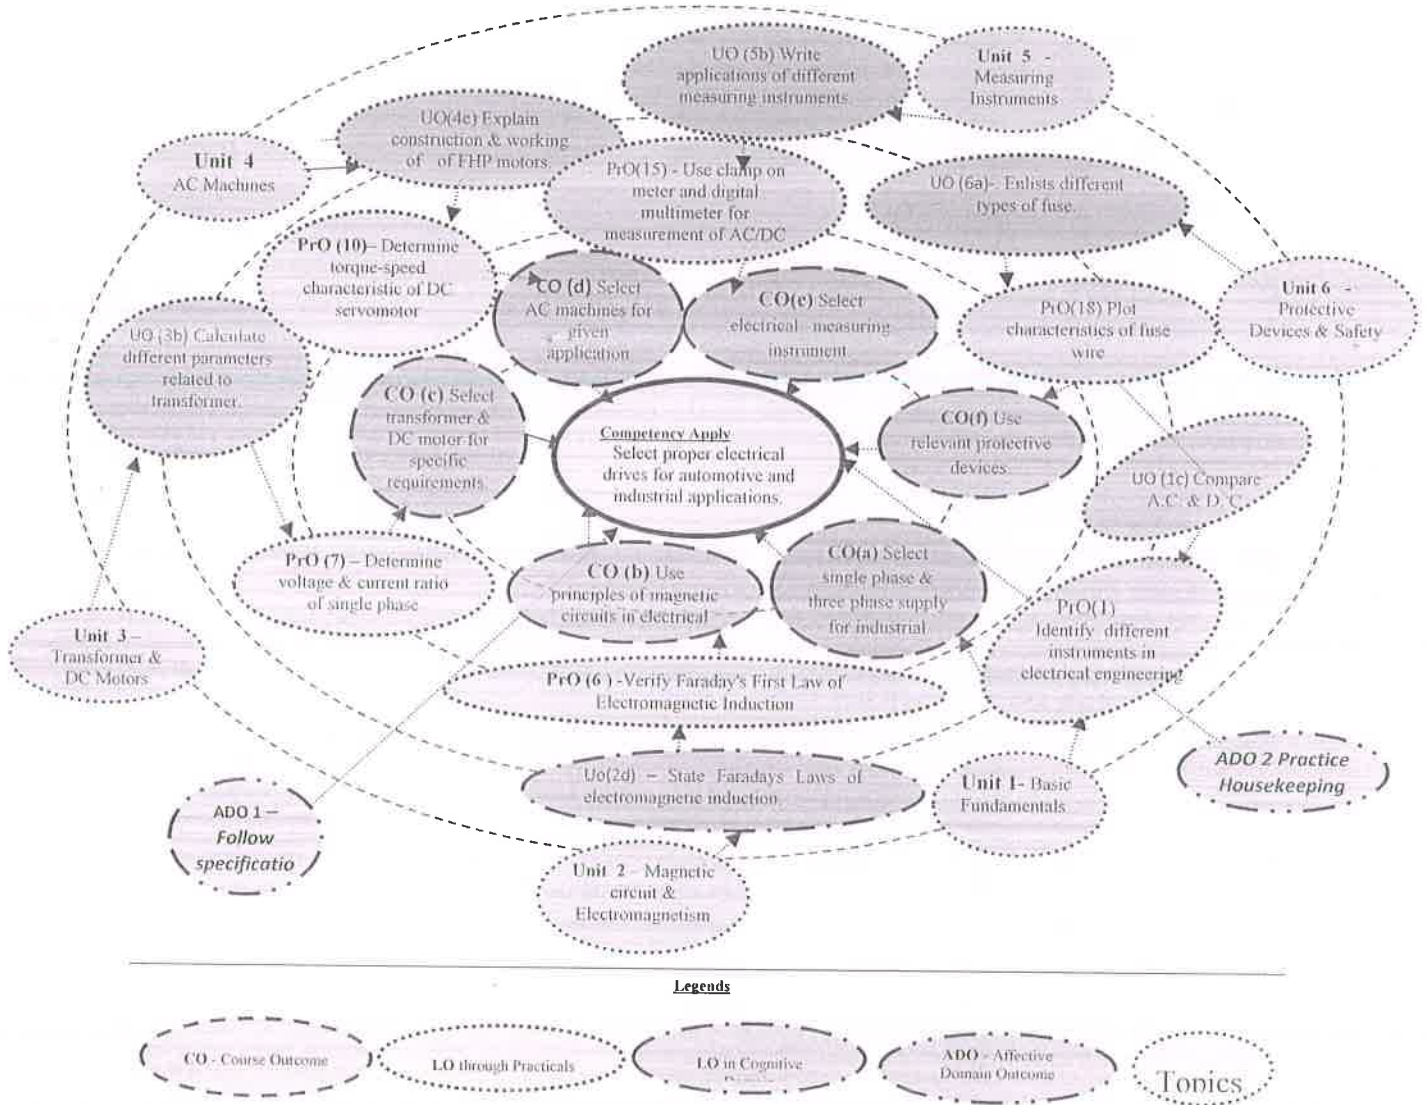 UO (5b) Write
applications of different
measuring instruments.
Unit 5 -
Measuring
Instruments
UO(4e) Explain
construction & working
of of FHP motors.
Unit 4
AC Machines
PrO(15) - Use clamp on
meter and digital
multimeter for
measurement of AC/DC
UO (6a)-. Enlists different
types of fuse.
PrO (10)– Determine
torque-speed
characteristic of DC
servomotor
CO (d) Select
AC machines for
given
application
CO(e) Select
electrical measuring
instrument
PrO(18) Plot
characteristics of fuse
wire
Unit 6 -
Protective
Devices & Safety
UO (3b) Calculate
different parameters
related to
transformer.
CO (c) Select
transformer &
DC motor for
specific
requirements.
Competency Apply
Select proper electrical
drives for automotive and
industrial applications.
CO(f) Use
relevant protective
devices.
UO (1c) Compare
A.C. & D. C
PrO (7) – Determine
voltage & current ratio
of single phase
CO (b) Use
principles of magnetic
circuits in electrical
CO(a) Select
single phase &
three phase supply
for industrial
PrO(1)
Identify different
instruments in
electrical engineering
Unit 3 –
Transformer &
DC Motors
PrO (6 ) -Verify Faraday's First Law of
Electromagnetic Induction
Uo(2d) – State Faradays Laws of
electromagnetic induction.
Unit 1- Basic
Fundamentals
ADO 2 Practice
Housekeeping
ADO 1 –
Follow
specificatio
Unit 2 – Magnetic
circuit &
Electromagnetism
Legends
CO - Course Outcome
LO through Practicals
LO in Cognitive
ADO - Affective
Domain Outcome
Topics